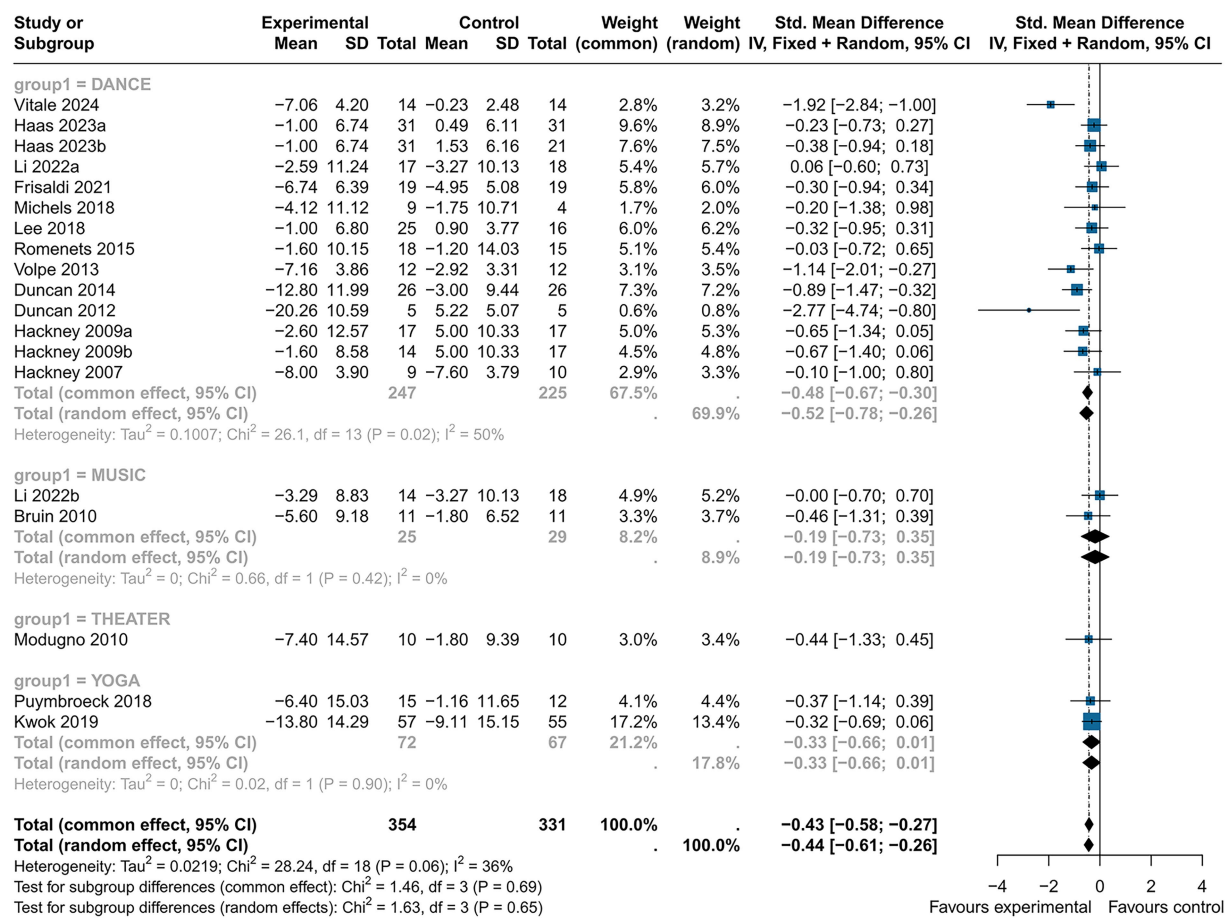 Study or Experimental Control Weight Weight Std. Mean Difference Std. Mean Difference
Subgroup Mean SD Total Mean SD Total (common) (random) IV, Fixed + Random, 95% CI IV, Fixed + Random, 95% CI
group1 = DANCE
Vitale 2024 −7.06 4.20 14 −0.23 2.48 14 2.8% 3.2% −1.92 [−2.84; −1.00]
Haas 2023a −1.00 6.74 31 0.49 6.11 31 9.6% 8.9% −0.23 [−0.73; 0.27]
Haas 2023b −1.00 6.74 31 1.53 6.16 21 7.6% 7.5% −0.38 [−0.94; 0.18]
Li 2022a −2.59 11.24 17 −3.27 10.13 18 5.4% 5.7% 0.06 [−0.60; 0.73]
Frisaldi 2021 −6.74 6.39 19 −4.95 5.08 19 5.8% 6.0% −0.30 [−0.94; 0.34]
Michels 2018 −4.12 11.12 9 −1.75 10.71 4 1.7% 2.0% −0.20 [−1.38; 0.98]
Lee 2018 −1.00 6.80 25 0.90 3.77 16 6.0% 6.2% −0.32 [−0.95; 0.31]
Romenets 2015 −1.60 10.15 18 −1.20 14.03 15 5.1% 5.4% −0.03 [−0.72; 0.65]
Volpe 2013 −7.16 3.86 12 −2.92 3.31 12 3.1% 3.5% −1.14 [−2.01; −0.27]
Duncan 2014 −12.80 11.99 26 −3.00 9.44 26 7.3% 7.2% −0.89 [−1.47; −0.32]
Duncan 2012 −20.26 10.59 5 5.22 5.07 5 0.6% 0.8% −2.77 [−4.74; −0.80]
Hackney 2009a −2.60 12.57 17 5.00 10.33 17 5.0% 5.3% −0.65 [−1.34; 0.05]
Hackney 2009b −1.60 8.58 14 5.00 10.33 17 4.5% 4.8% −0.67 [−1.40; 0.06]
Hackney 2007 −8.00 3.90 9 −7.60 3.79 10 2.9% 3.3% −0.10 [−1.00; 0.80]
Total (common effect, 95% CI) 247 225 67.5% . −0.48 [−0.67; −0.30]
Total (random effect, 95% CI) . 69.9% −0.52 [−0.78; −0.26]
Heterogeneity: Tau² = 0.1007; Chi² = 26.1, df = 13 (P = 0.02); I² = 50%
group1 = MUSIC
Li 2022b −3.29 8.83 14 −3.27 10.13 18 4.9% 5.2% −0.00 [−0.70; 0.70]
Bruin 2010 −5.60 9.18 11 −1.80 6.52 11 3.3% 3.7% −0.46 [−1.31; 0.39]
Total (common effect, 95% CI) 25 29 8.2% . −0.19 [−0.73; 0.35]
Total (random effect, 95% CI) . 8.9% −0.19 [−0.73; 0.35]
Heterogeneity: Tau² = 0; Chi² = 0.66, df = 1 (P = 0.42); I² = 0%
group1 = THEATER
Modugno 2010 −7.40 14.57 10 −1.80 9.39 10 3.0% 3.4% −0.44 [−1.33; 0.45]
group1 = YOGA
Puymbroeck 2018 −6.40 15.03 15 −1.16 11.65 12 4.1% 4.4% −0.37 [−1.14; 0.39]
Kwok 2019 −13.80 14.29 57 −9.11 15.15 55 17.2% 13.4% −0.32 [−0.69; 0.06]
Total (common effect, 95% CI) 72 67 21.2% . −0.33 [−0.66; 0.01]
Total (random effect, 95% CI) . 17.8% −0.33 [−0.66; 0.01]
Heterogeneity: Tau² = 0; Chi² = 0.02, df = 1 (P = 0.90); I² = 0%
Total (common effect, 95% CI) 354 331 100.0% . −0.43 [−0.58; −0.27]
Total (random effect, 95% CI) . 100.0% −0.44 [−0.61; −0.26]
Heterogeneity: Tau² = 0.0219; Chi² = 28.24, df = 18 (P = 0.06); I² = 36%
Test for subgroup differences (common effect): Chi² = 1.46, df = 3 (P = 0.69) −4 −2 0 2 4
Test for subgroup differences (random effects): Chi² = 1.63, df = 3 (P = 0.65) Favours experimental Favours control